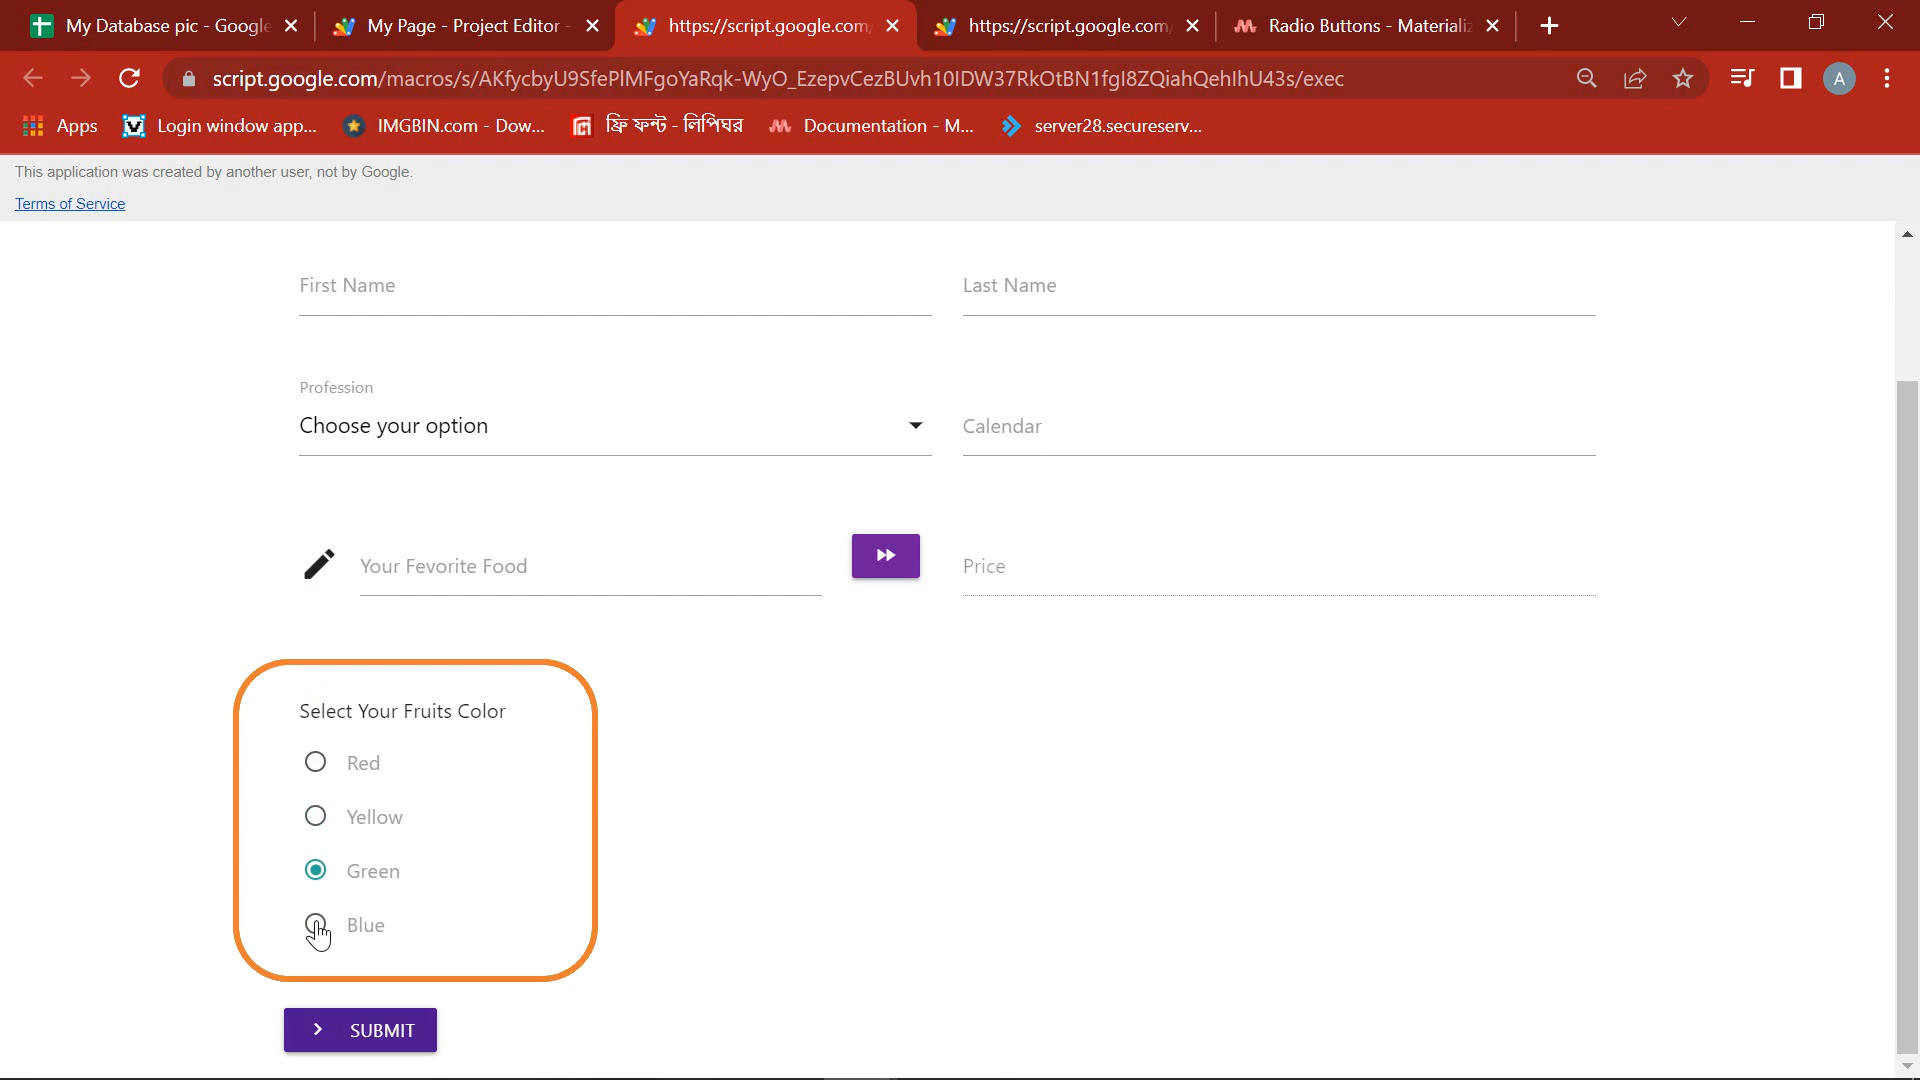 My Database pic - Google
My Page - Project Editor -
https://script.google.com/
https://script.google.com/
Radio Buttons - Materializ
script.google.com/macros/s/AKfycbyU9SfePlMFgoYaRqk-WyO_EzepvCezBUvh10IDW37RkOtBN1fgI8ZQiahQehIhU43s/exec
A
Apps
Login window app...
IMGBIN.com - Dow...
ফ্রি ফন্ট - লিপিঘর
Documentation - M...
server28.secureserv...
This application was created by another user, not by Google.
Terms of Service
First Name
Last Name
Profession
Choose your option
Calendar
Your Fevorite Food
Price
Select Your Fruits Color
Red
Yellow
Green
Blue
SUBMIT